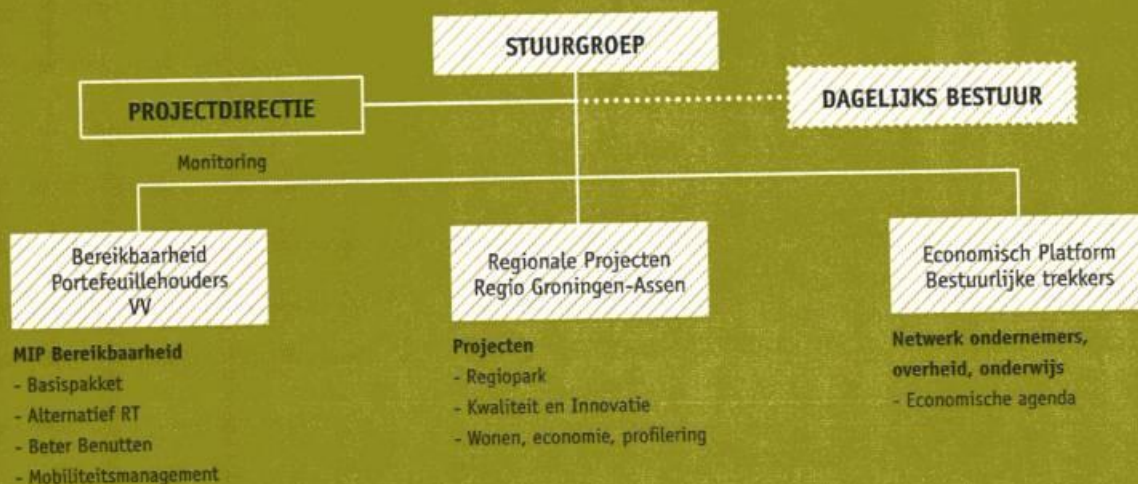 STUURGROEP
PROJECTDIRECTIE
DAGELIJKS BESTUUR
Monitoring
Bereikbaarheid
Portefeuillehouders
VV
Regionale Projecten
Regio Groningen-Assen
Economisch Platform
Bestuurlijke trekkers
MIP Bereikbaarheid
- Basispakket
- Alternatief RT
- Beter Benutten
- Mobiliteitsmanagement
Projecten
- Regiopark
- Kwaliteit en Innovatie
- Wonen, economie, profilering
Netwerk ondernemers,
overheid, onderwijs
- Economische agenda